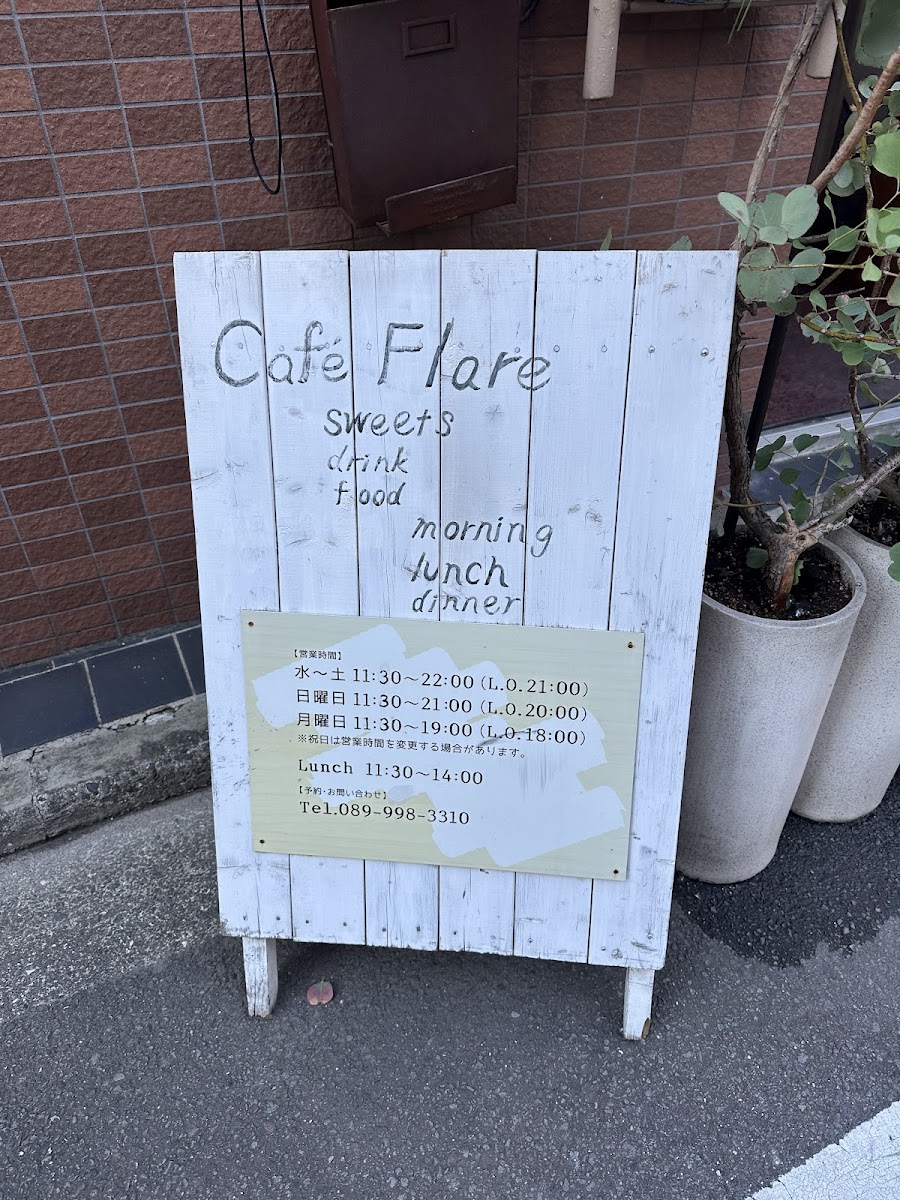 Café Flare
sweets
drink
food
morning
lunch
dinner
【営業時間】
水〜土 11:30〜22:00 (L.O.21:00)
日曜日 11:30〜21:00 (L.O.20:00)
月曜日 11:30〜19:00 (L.O.18:00)
※祝日は営業時間を変更する場合があります。
Lunch 11:30〜14:00
【予約・お問い合わせ】
Tel.089-998-3310